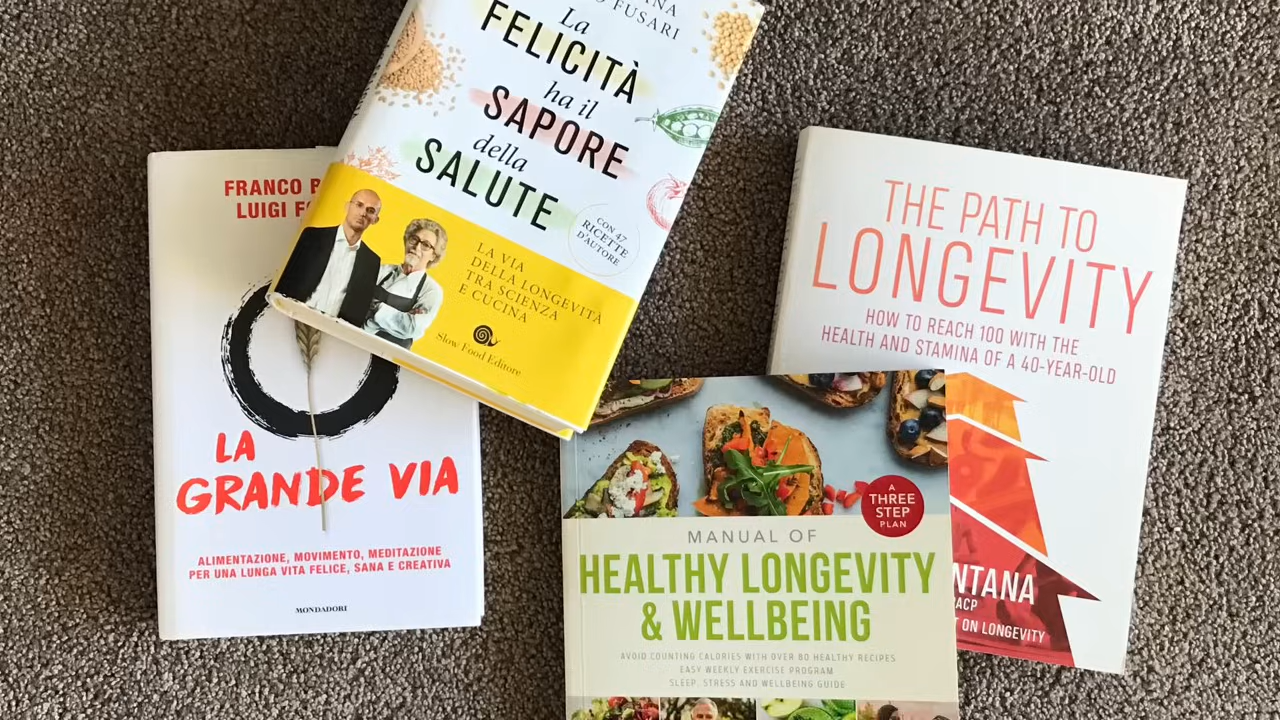 FUSARI
La
FELICITÀ
ha il
SAPORE
della
SALUTE
CON 47
RICETTE
D'AUTORE
LA VIA
DELLA LONGEVITÀ
TRA SCIENZA
E CUCINA
Slow Food Editore
FRANCO
LUIGI
LA
GRANDE VIA
ALIMENTAZIONE, MOVIMENTO, MEDITAZIONE
PER UNA LUNGA VITA FELICE, SANA E CREATIVA
MONDADORI
THE PATH TO
LONGEVITY
HOW TO REACH 100 WITH THE
HEALTH AND STAMINA OF A 40-YEAR-OLD
NTANA
ACP
T ON LONGEVITY
A
THREE
STEP
PLAN
MANUAL OF
HEALTHY LONGEVITY
& WELLBEING
AVOID COUNTING CALORIES WITH OVER 80 HEALTHY RECIPES
EASY WEEKLY EXERCISE PROGRAM
SLEEP, STRESS AND WELLBEING GUIDE